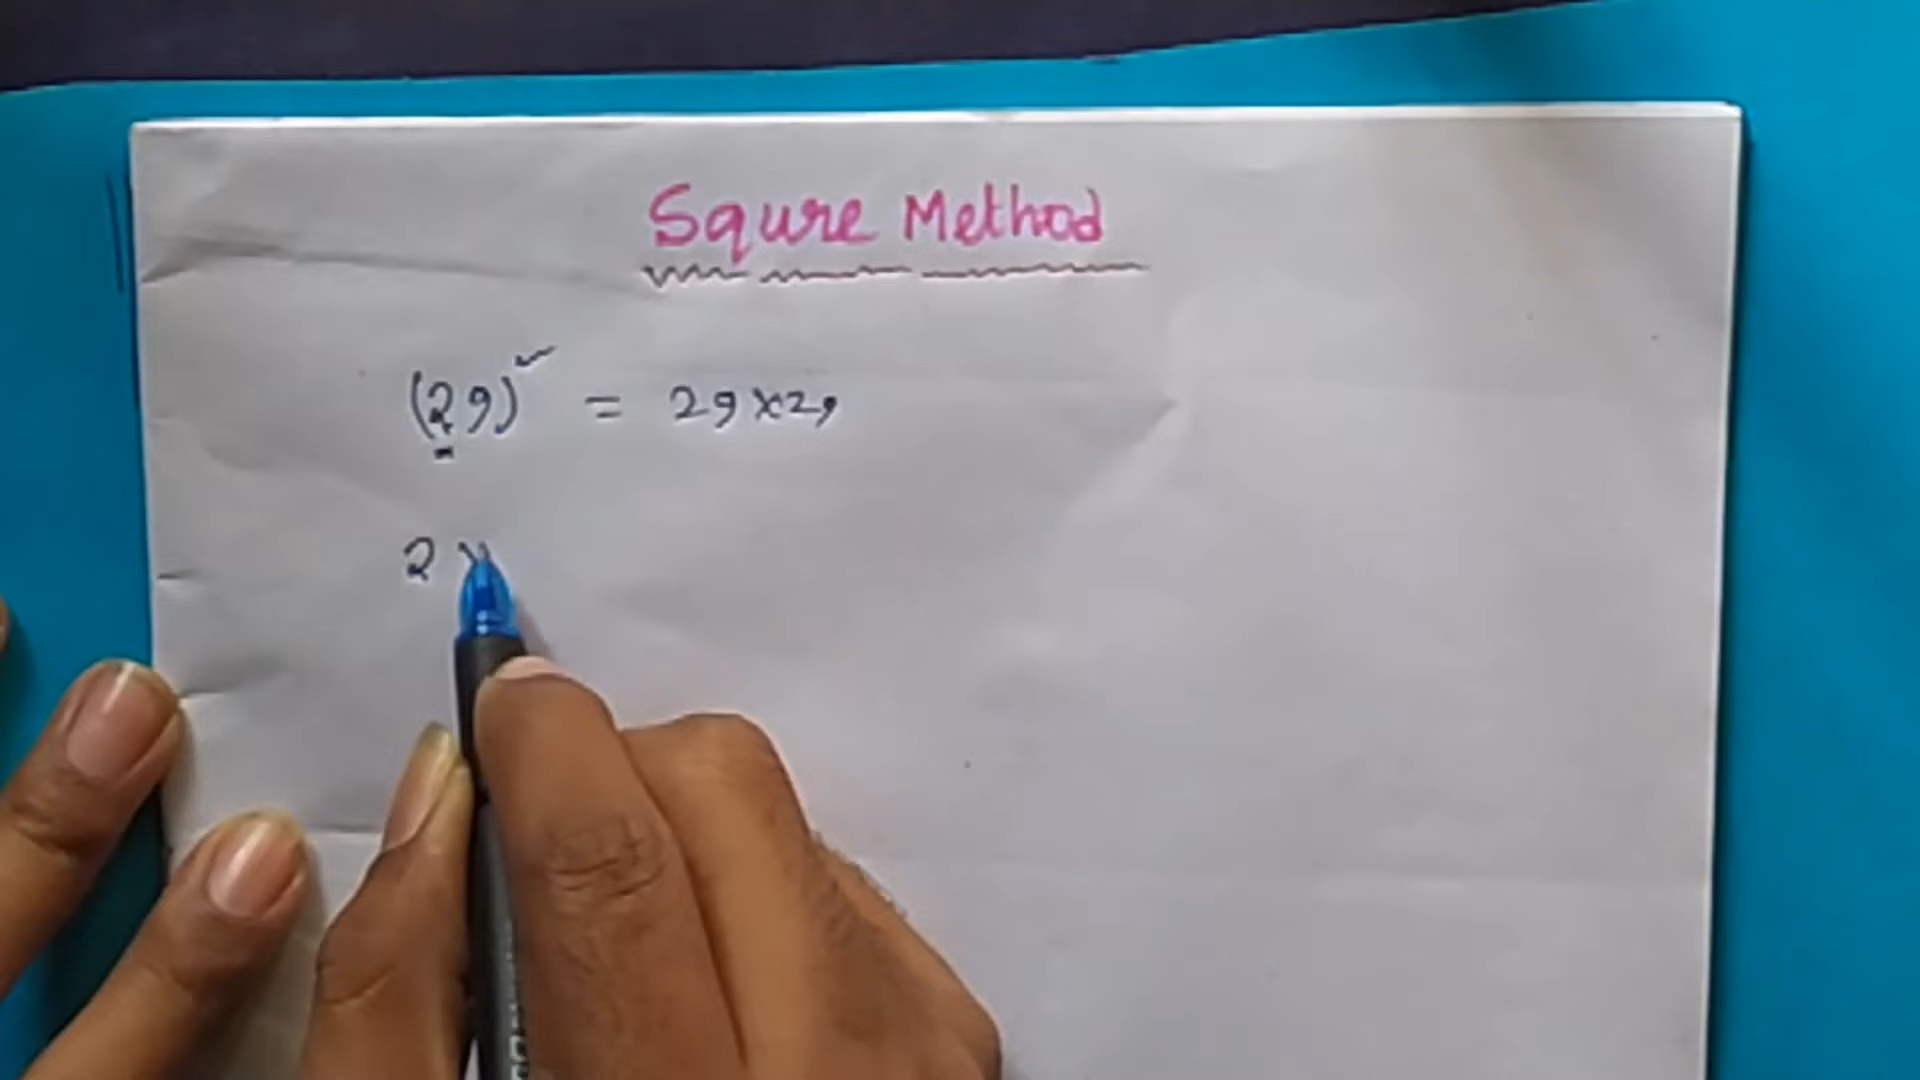 Squre Method
(29)² = 29×29
2 ×